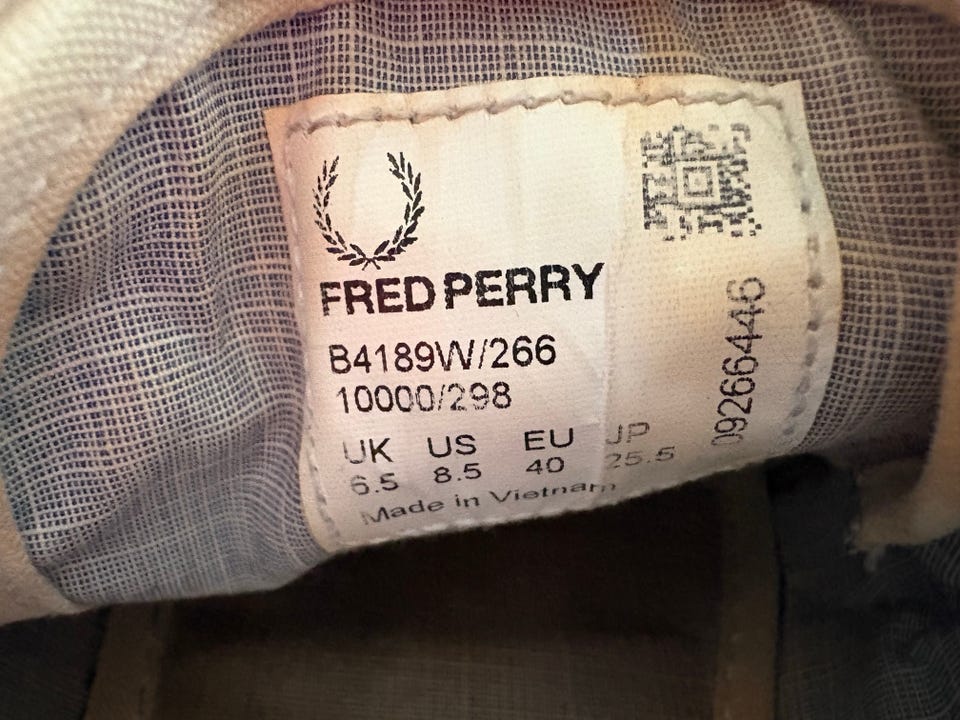 FRED PERRY
B4189W/266
10000/298
UK US EU JP
6.5 8.5 40 25.5
Made in Vietnam
09266446